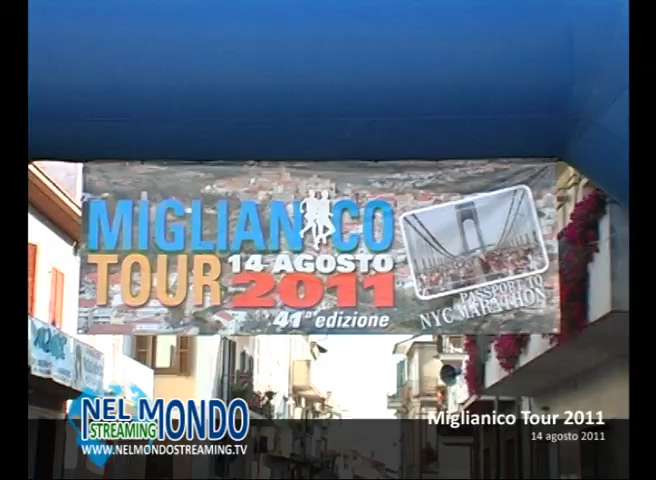 MIGLIANICO
TOUR 14 AGOSTO
2011
41ª edizione
PASSPORT TO
NYC MARATHON
NEL MONDO
STREAMING
WWW.NELMONDOSTREAMING.TV
Miglianico Tour 2011
14 agosto 2011